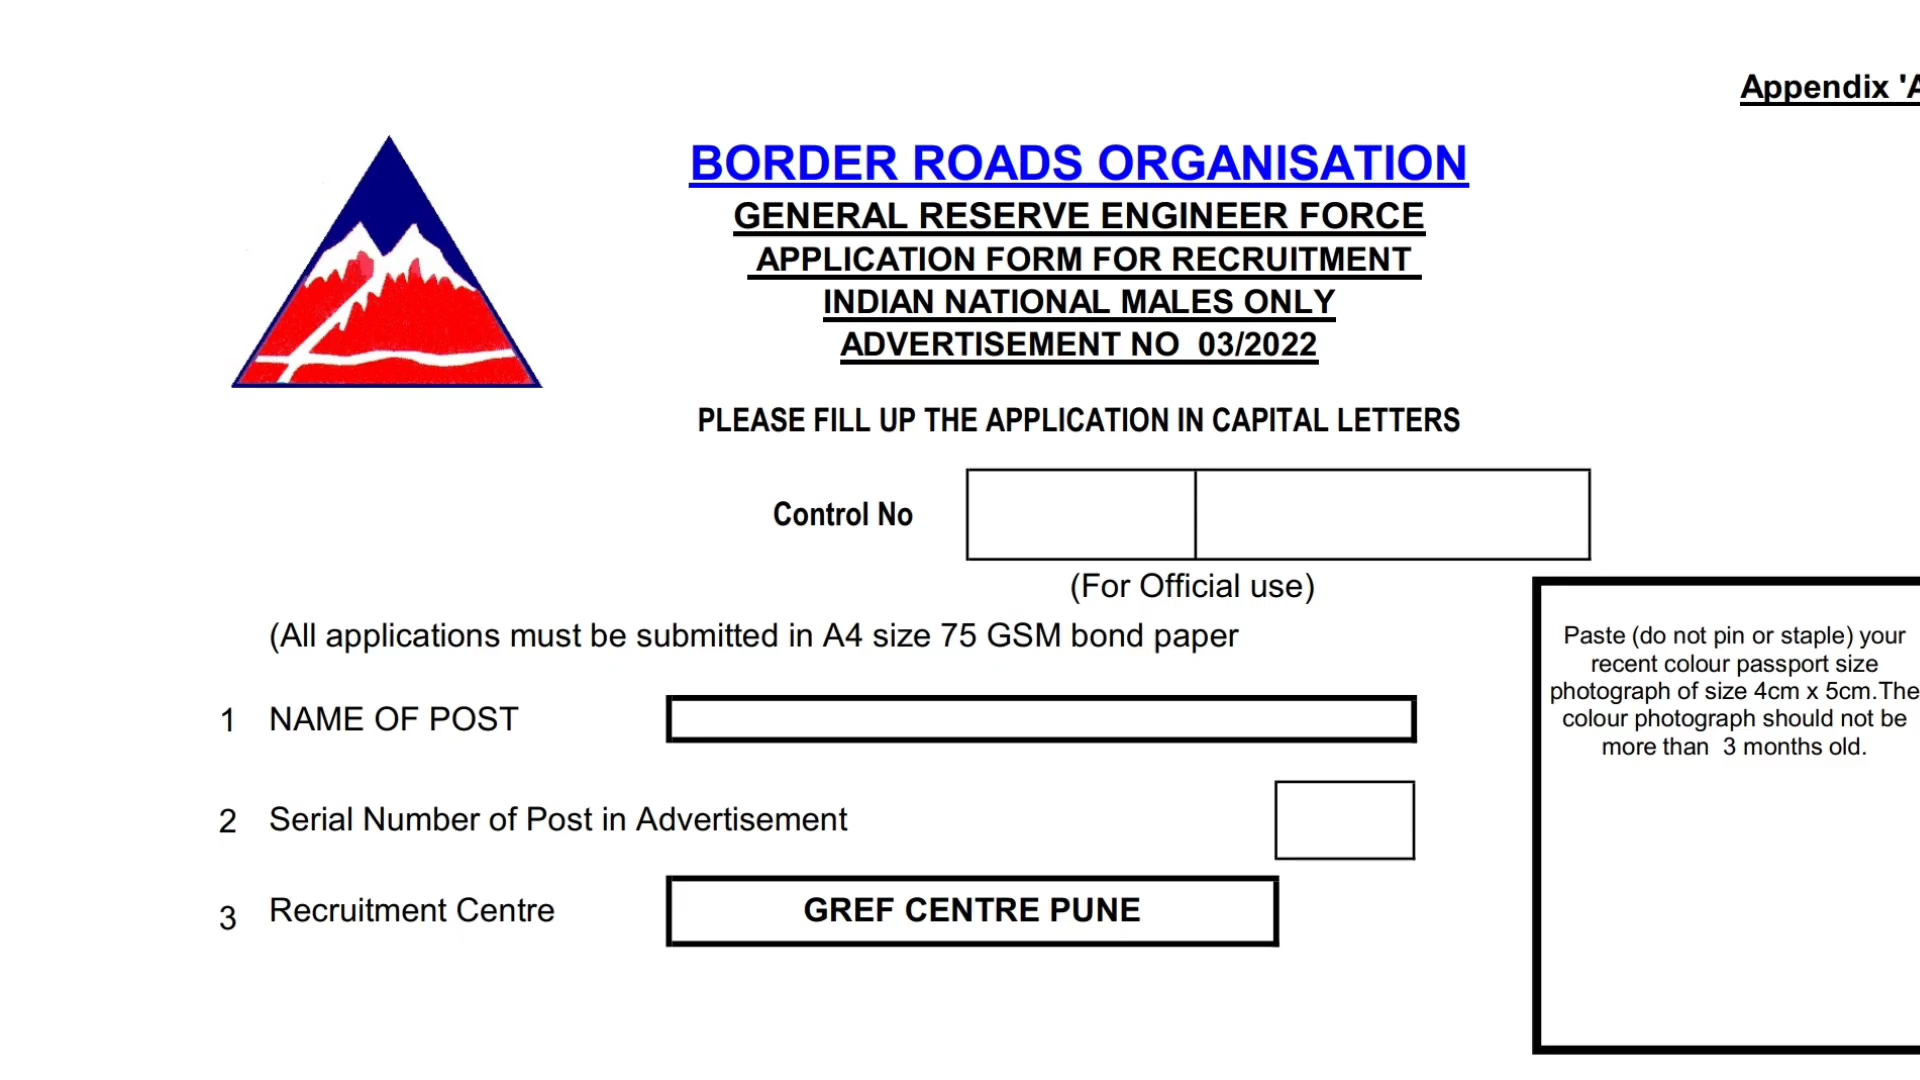 Appendix 'A
BORDER ROADS ORGANISATION
GENERAL RESERVE ENGINEER FORCE
APPLICATION FORM FOR RECRUITMENT
INDIAN NATIONAL MALES ONLY
ADVERTISEMENT NO 03/2022
PLEASE FILL UP THE APPLICATION IN CAPITAL LETTERS
Control No
(For Official use)
(All applications must be submitted in A4 size 75 GSM bond paper
Paste (do not pin or staple) your
recent colour passport size
photograph of size 4cm x 5cm.The
colour photograph should not be
more than 3 months old.
1 NAME OF POST
2 Serial Number of Post in Advertisement
3 Recruitment Centre GREF CENTRE PUNE